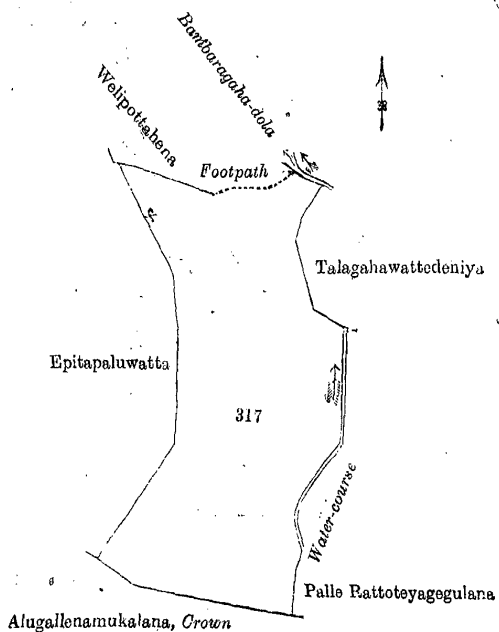 Bambaragaha-dola
Welipottahena
Footpath
Talagahawattedeniya
Epitapaluwatta
317
Water-course
Palle Rattoteyagegulana
Alugallenamukalana, Crown